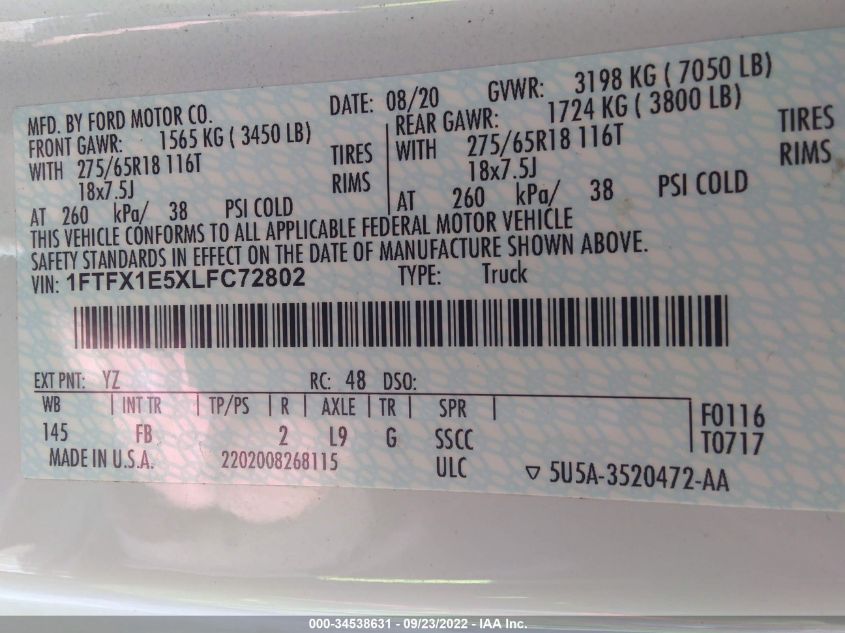 MFD. BY FORD MOTOR CO. DATE: 08/20 GVWR: 3198 KG ( 7050 LB)
FRONT GAWR: 1565 KG ( 3450 LB) REAR GAWR: 1724 KG ( 3800 LB)
WITH 275/65R18 116T TIRES WITH 275/65R18 116T TIRES
18x7.5J RIMS 18x7.5J RIMS
AT 260 kPa/ 38 PSI COLD AT 260 kPa/ 38 PSI COLD
THIS VEHICLE CONFORMS TO ALL APPLICABLE FEDERAL MOTOR VEHICLE
SAFETY STANDARDS IN EFFECT ON THE DATE OF MANUFACTURE SHOWN ABOVE.
VIN: 1FTFX1E5XLFC72802 TYPE: Truck
EXT PNT: YZ RC: 48 DSO:
WB INT TR TP/PS R AXLE TR SPR F0116
145 FB 2 L9 G SSCC T0717
MADE IN U.S.A. 2202008268115 ULC ▽ 5U5A-3520472-AA
000-34538631 - 09/23/2022 - IAA Inc.